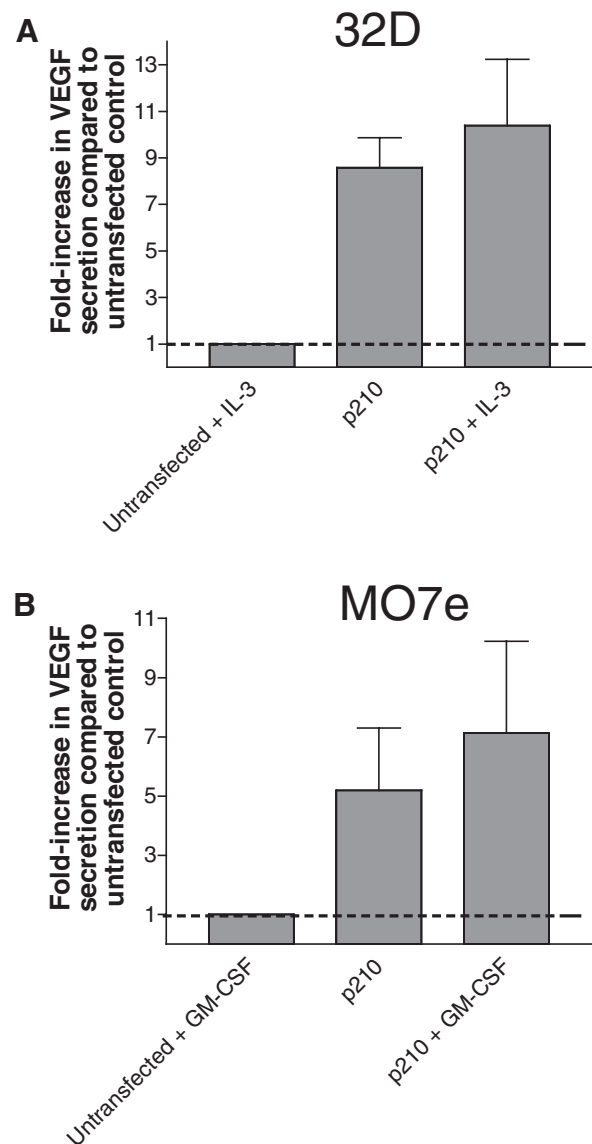 A
32D
Fold-increase in VEGF
secretion compared to
untransfected control
13
11
9
7
5
3
1
Untransfected + IL-3
p210
p210 + IL-3
B
MO7e
Fold-increase in VEGF
secretion compared to
untransfected control
11
9
7
5
3
1
Untransfected + GM-CSF
p210
p210 + GM-CSF